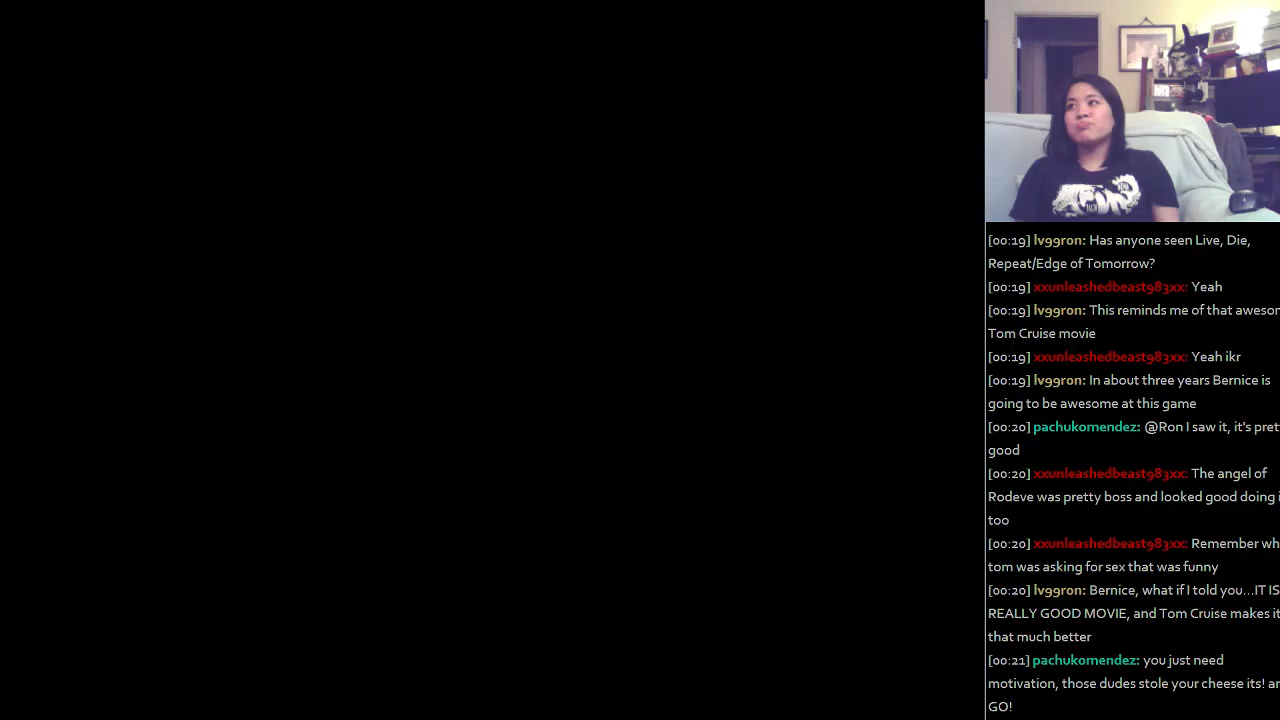 [00:19] lv99ron: Has anyone seen Live, Die,
Repeat/Edge of Tomorrow?
[00:19] xxunleashedbeast983xx: Yeah
[00:19] lv99ron: This reminds me of that aweson
Tom Cruise movie
[00:19] xxunleashedbeast983xx: Yeah ikr
[00:19] lv99ron: In about three years Bernice is
going to be awesome at this game
[00:20] pachukomendez: @Ron I saw it, it's pret
good
[00:20] xxunleashedbeast983xx: The angel of
Rodeve was pretty boss and looked good doing i
too
[00:20] xxunleashedbeast983xx: Remember wh
tom was asking for sex that was funny
[00:20] lv99ron: Bernice, what if I told you...IT IS
REALLY GOOD MOVIE, and Tom Cruise makes it
that much better
[00:21] pachukomendez: you just need
motivation, those dudes stole your cheese its! an
GO!